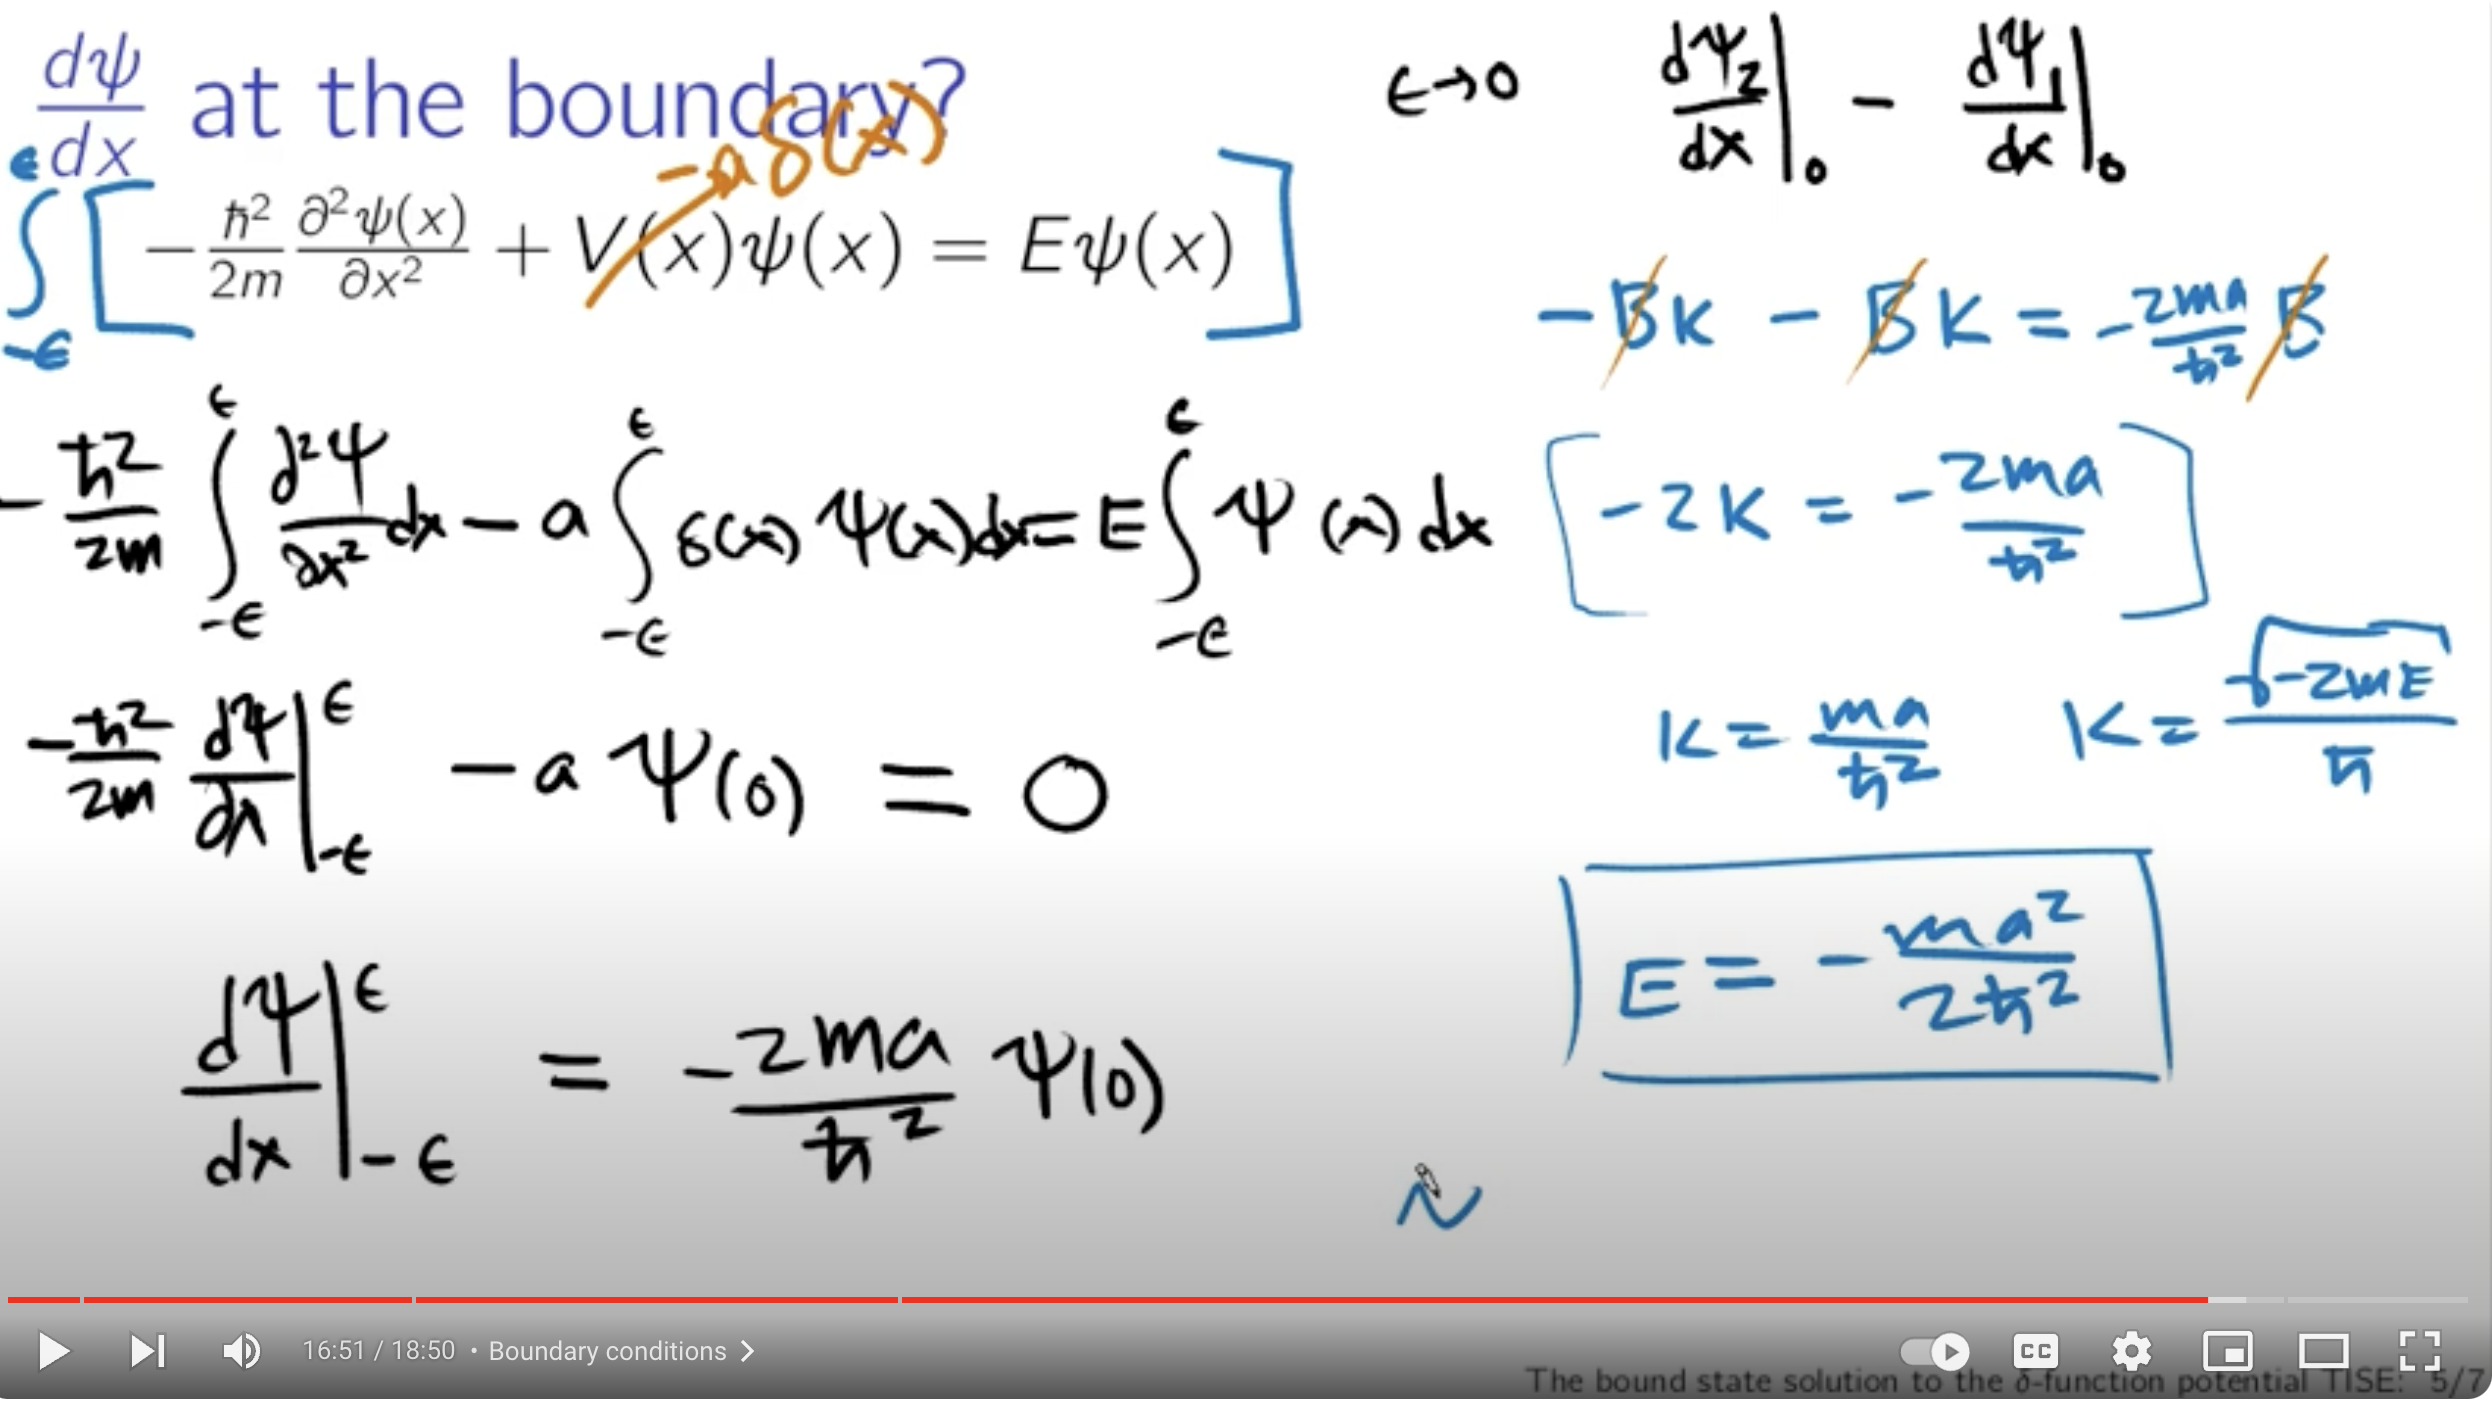 dψ/dx at the boundary?
-aδ(x)
∫_{-ϵ}^{ϵ} [ -ħ²/2m ∂²ψ(x)/∂x² + V(x)ψ(x) = Eψ(x) ]
-ħ²/2m ∫_{-ϵ}^{ϵ} d²ψ/∂x² dx - a ∫_{-ϵ}^{ϵ} δ(x) ψ(x)dx = E ∫_{-ϵ}^{ϵ} ψ(x) dx
-ħ²/2m dψ/dx |_{-ϵ}^{ϵ} - a ψ(0) = 0
dψ/dx |_{-ϵ}^{ϵ} = -2ma/ħ² ψ(0)
ϵ→0 dψ₂/dx |₀ - dψ₁/dx |₀
-BK - BK = -2ma/ħ² B
[ -2K = -2ma/ħ² ]
K = ma/ħ² K = √-2mE/ħ
E = -ma²/2ħ²
16:51 / 18:50 • Boundary conditions >
CC
The bound state solution to the δ-function potential TISE: 5/7